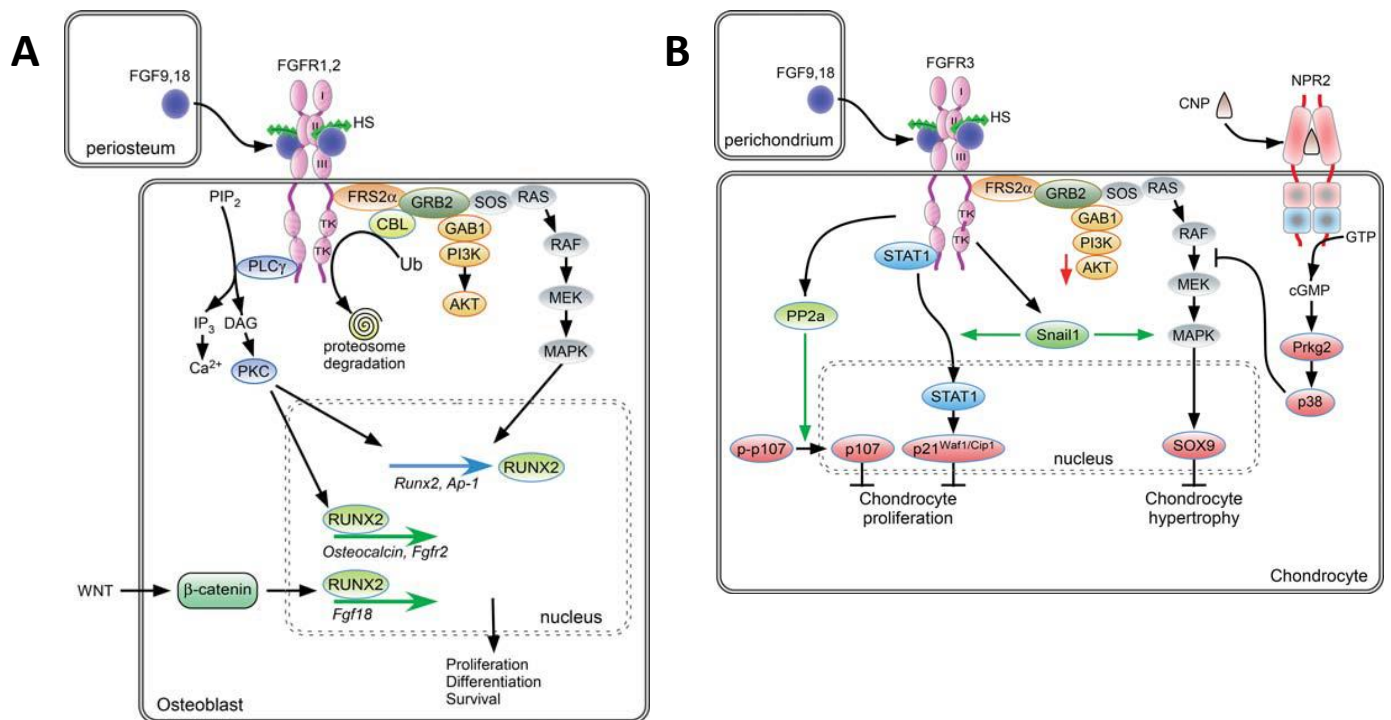 A
FGF9,18
periosteum
FGFR1,2
I
II
III
HS
PIP2
FRS2α
GRB2
SOS
RAS
CBL
GAB1
TK
TK
PI3K
RAF
PLCγ
Ub
AKT
MEK
IP3
DAG
Ca2+
PKC
proteosome
degradation
MAPK
RUNX2
Runx2, Ap-1
RUNX2
Osteocalcin, Fgfr2
WNT
β-catenin
RUNX2
Fgf18
nucleus
Proliferation
Differentiation
Survival
Osteoblast
B
FGF9,18
perichondrium
FGFR3
I
II
III
HS
CNP
NPR2
FRS2α
GRB2
SOS
RAS
TK
TK
GAB1
PI3K
AKT
RAF
STAT1
GTP
MEK
cGMP
PP2a
Snail1
MAPK
Prkg2
p38
STAT1
p-p107
p107
p21Waf1/Cip1
SOX9
nucleus
Chondrocyte
proliferation
Chondrocyte
hypertrophy
Chondrocyte